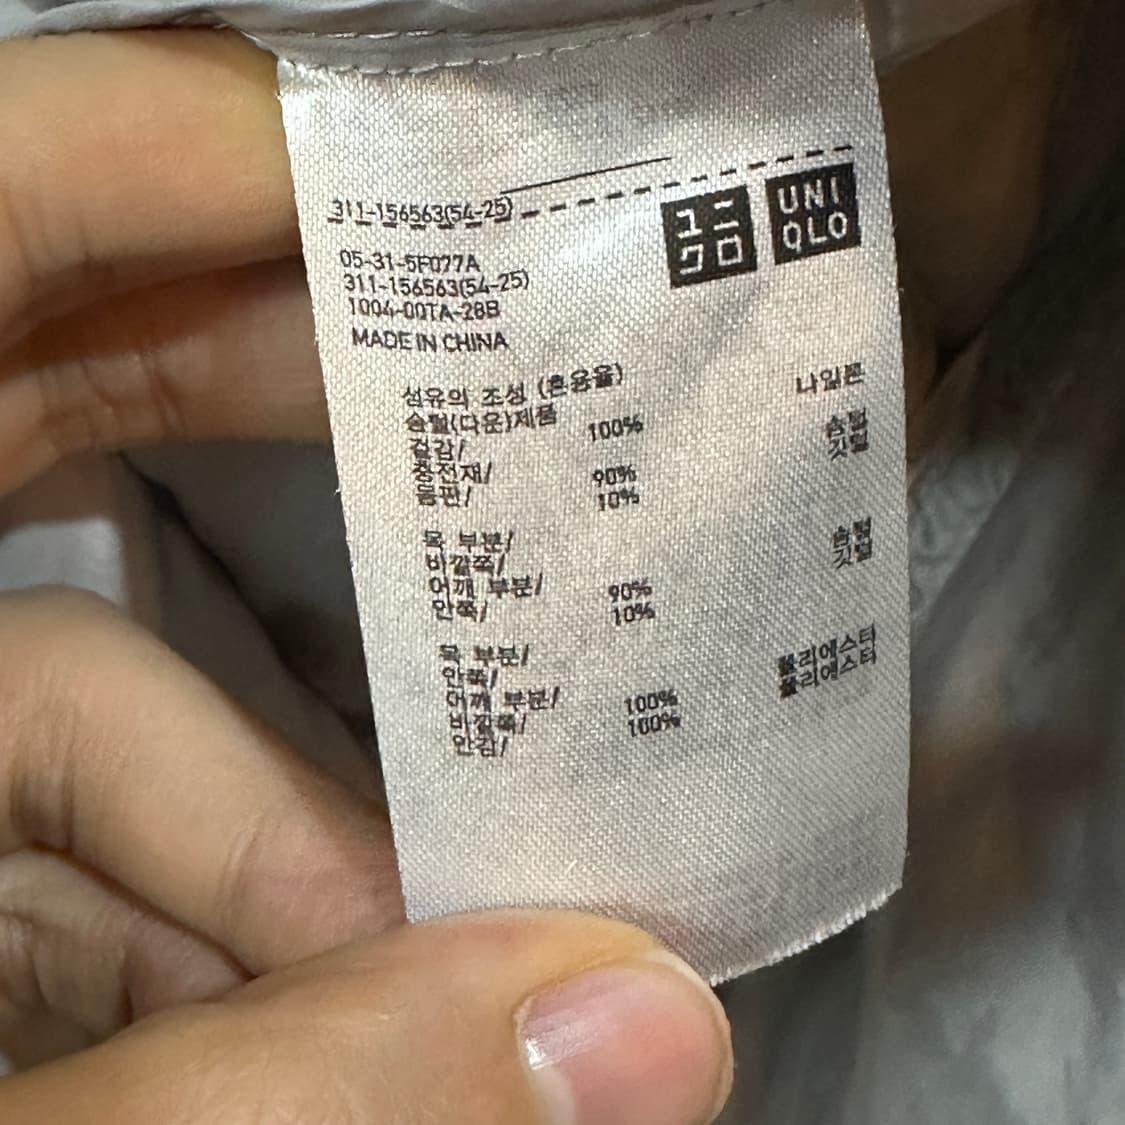 311-156563(54-25)
ユニ
クロ
UNI
QLO
05-31-5F077A
311-156563(54-25)
1004-00TA-28B
MADE IN CHINA
섬유의 조성 (혼용율)
솜털(다운)제품
겉감/ 100% 나일론
충전재/
몸판/ 90% 솜털
10% 깃털
목 부분/
바깥쪽/
어깨 부분/
안쪽/ 90% 솜털
10% 깃털
목 부분/
안쪽/
어깨 부분/
바깥쪽/ 100% 폴리에스터
안감/ 100% 폴리에스터